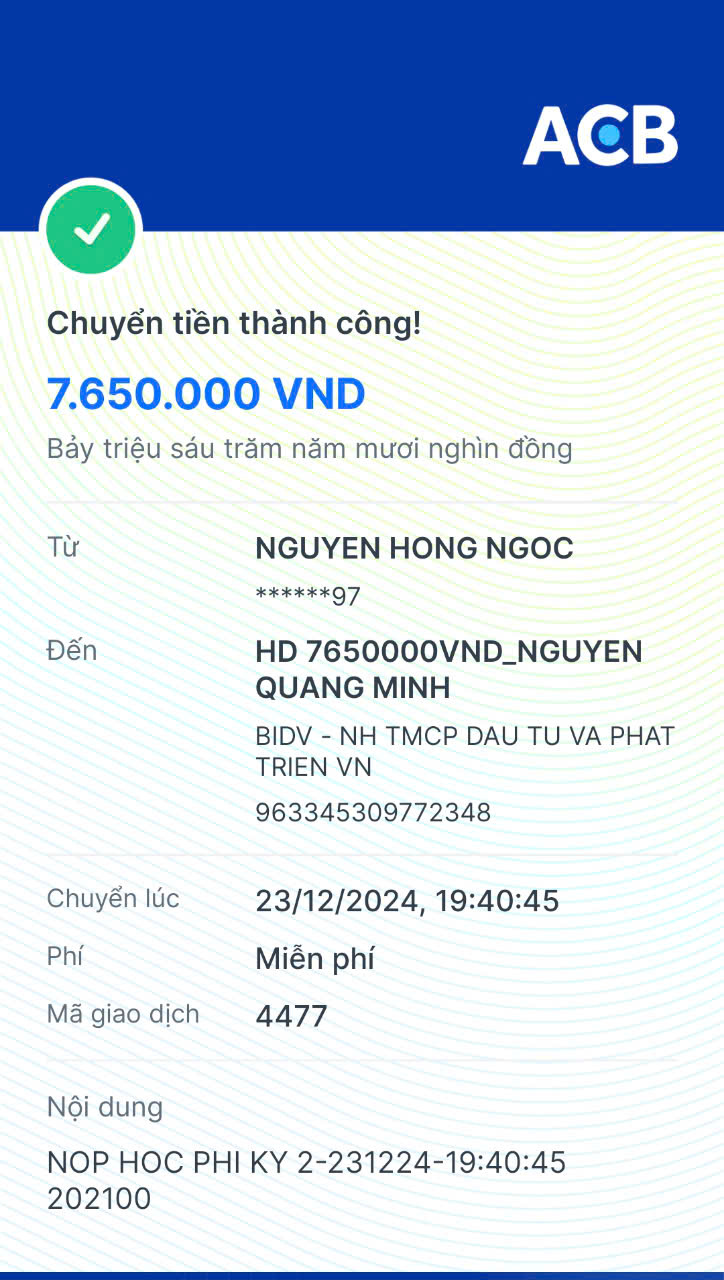 ACB
Chuyển tiền thành công!
7.650.000 VND
Bảy triệu sáu trăm năm mươi nghìn đồng
Từ
NGUYEN HONG NGOC
******97
Đến
HD 7650000VND_NGUYEN
QUANG MINH
BIDV - NH TMCP DAU TU VA PHAT
TRIEN VN
963345309772348
Chuyển lúc
23/12/2024, 19:40:45
Phí
Miễn phí
Mã giao dịch
4477
Nội dung
NOP HOC PHI KY 2-231224-19:40:45
202100